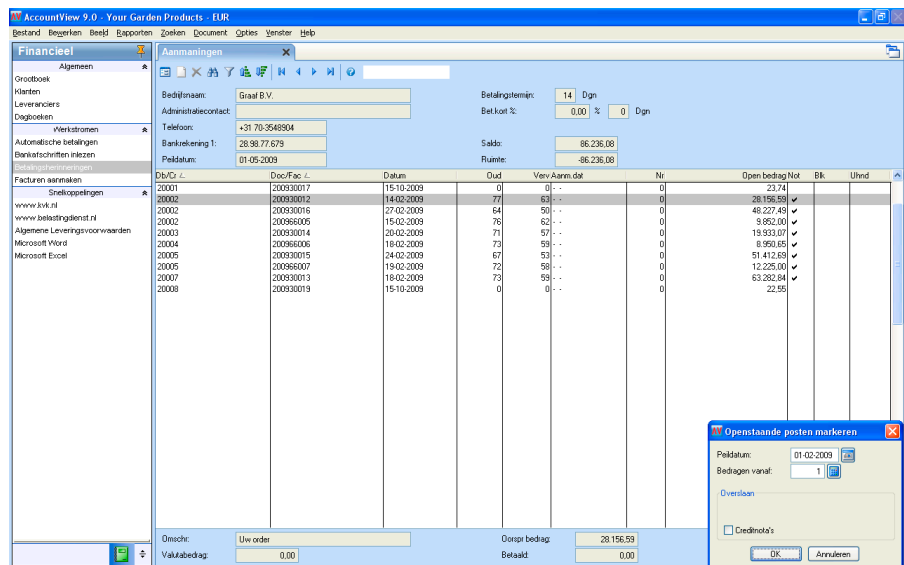 AccountView 9.0 - Your Garden Products - EUR
Bestand Bewerken Beeld Rapporten Zoeken Document Opties Venster Help
Financieel
Algemeen
Grootboek
Klanten
Leveranciers
Dagboeken
Werkstromen
Automatische betalingen
Bankafschriften inlezen
Betalingsherinneringen
Facturen aanmaken
Snelkoppelingen
www.kvk.nl
www.belastingdienst.nl
Algemene Leveringsvoorwaarden
Microsoft Word
Microsoft Excel
Aanmaningen
Bedrijfsnaam: Graaf B.V. Betalingstermijn: 14 Dgn
Administratiecontact: Bet.kort %: 0,00 % 0 Dgn
Telefoon: +31 70-3548904
Bankrekening 1: 28.98.77.679 Saldo: 86.236,08
Peildatum: 01-05-2009 Ruimte: -86.236,08
Db/Cr Doc/Fac Datum Oud Verv Aanm.dat Nr Open bedrag Not Blk Uhnd
20001 200930017 15-10-2009 0 0 - - 0 23,74
20002 200930012 14-02-2009 77 63 - - 0 28.156,59 ✔
20002 200930016 27-02-2009 64 50 - - 0 48.227,49 ✔
20002 200966005 15-02-2009 76 62 - - 0 9.852,00 ✔
20003 200930014 20-02-2009 71 57 - - 0 19.933,07 ✔
20004 200966006 18-02-2009 73 59 - - 0 8.950,65 ✔
20005 200930015 24-02-2009 67 53 - - 0 51.412,69 ✔
20005 200966007 19-02-2009 72 58 - - 0 12.225,00 ✔
20007 200930013 18-02-2009 73 59 - - 0 63.282,84 ✔
20008 200930019 15-10-2009 0 0 - - 0 22,55
Omschr: Uw order Oorspr bedrag: 28.156,59
Valutabedrag: 0,00 Betaald: 0,00
Openstaande posten markeren
Peildatum: 01-02-2009
Bedragen vanaf: 1
Overslaan
Creditnota's
OK Annuleren